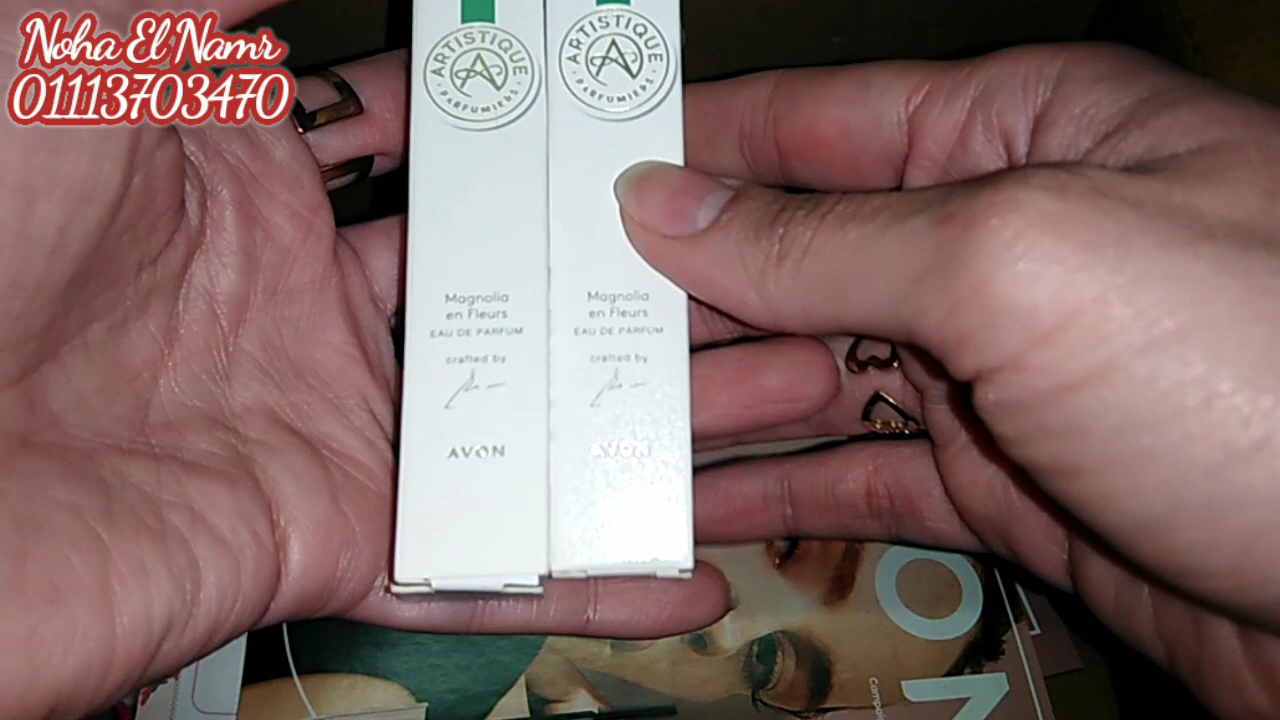 Noha El Namr
01113703470
ARTISTIQUE
PARFUMIERS
Magnolia
en Fleurs
EAU DE PARFUM
crafted by
AVON
ARTISTIQUE
PARFUMIERS
Magnolia
en Fleurs
EAU DE PARFUM
crafted by
AVON
O
N